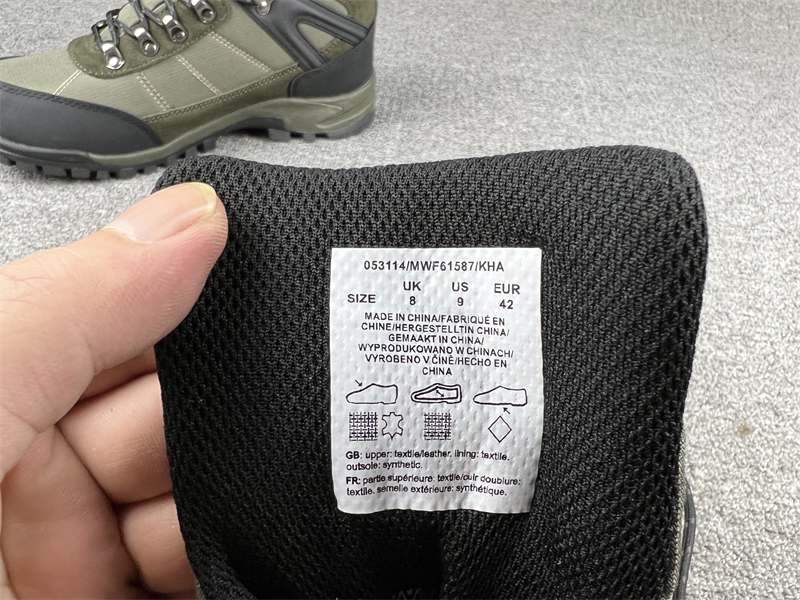 053114/MWF61587/KHA
UK US EUR
SIZE 8 9 42
MADE IN CHINA/FABRIQUÉ EN
CHINE/HERGESTELLTIN CHINA/
GEMAAKT IN CHINA/
WYPRODUKOWANO W CHINACH/
VYROBENO V.ČÍNĚ/HECHO EN
CHINA
GB: upper: textile/leather, lining: textile.
outsole: synthetic.
FR: partie supérieure: textile/cuir doublure:
textile. semelle extérieure: synthétique.